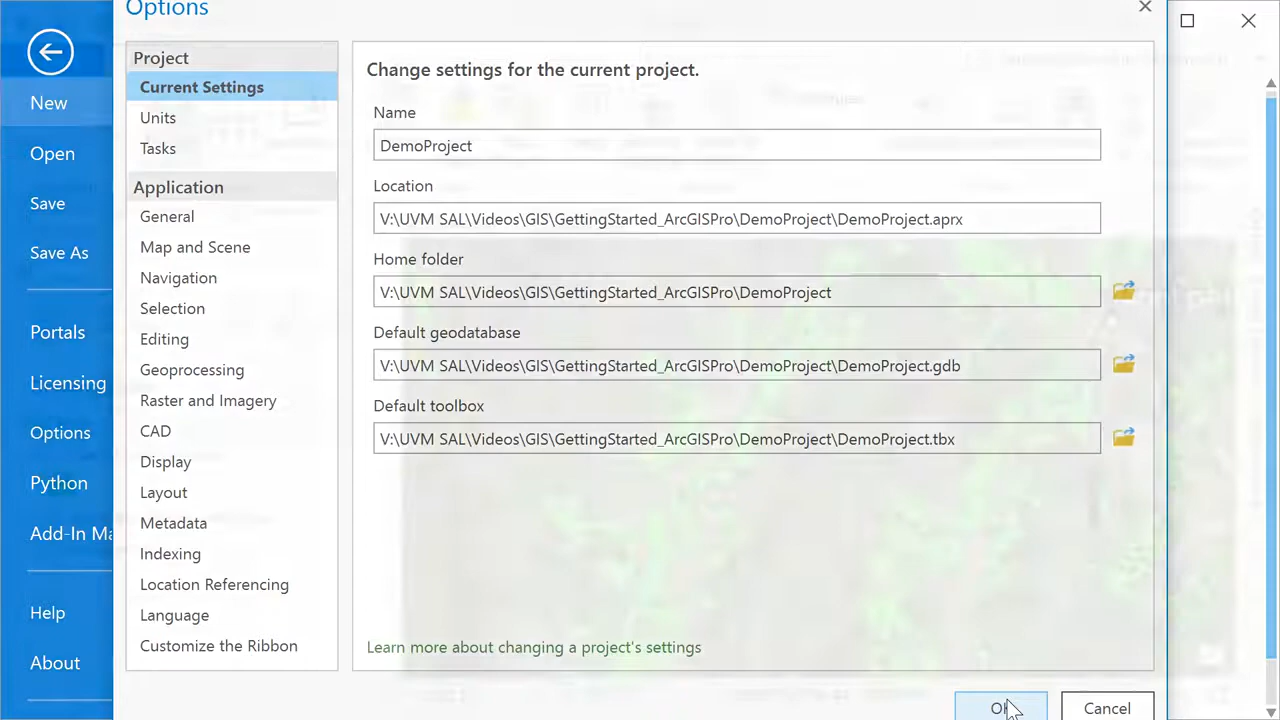 Options
New
Open
Save
Save As
Portals
Licensing
Options
Python
Add-In Ma
Help
About
Project
Current Settings
Units
Tasks
Application
General
Map and Scene
Navigation
Selection
Editing
Geoprocessing
Raster and Imagery
CAD
Display
Layout
Metadata
Indexing
Location Referencing
Language
Customize the Ribbon
Change settings for the current project.
Name
DemoProject
Location
V:\UVM SAL\Videos\GIS\GettingStarted_ArcGISPro\DemoProject\DemoProject.aprx
Home folder
V:\UVM SAL\Videos\GIS\GettingStarted_ArcGISPro\DemoProject
Default geodatabase
V:\UVM SAL\Videos\GIS\GettingStarted_ArcGISPro\DemoProject\DemoProject.gdb
Default toolbox
V:\UVM SAL\Videos\GIS\GettingStarted_ArcGISPro\DemoProject\DemoProject.tbx
Learn more about changing a project's settings
OK
Cancel